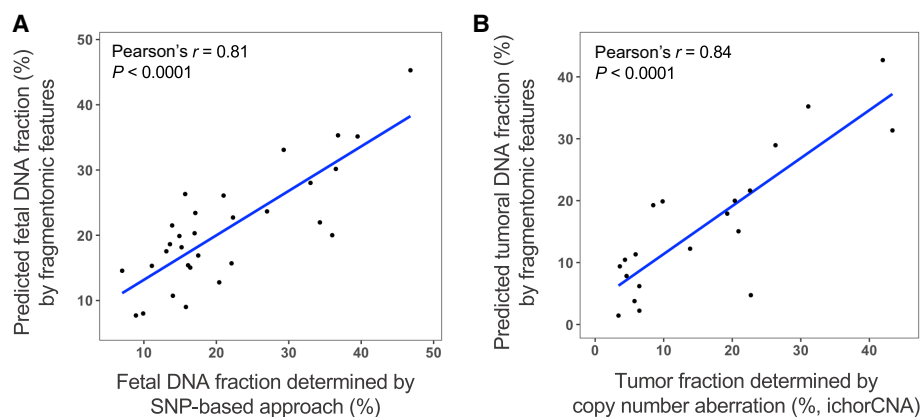 A
Pearson's r = 0.81
P < 0.0001
Predicted fetal DNA fraction (%)
by fragmentomic features
50
40
30
20
10
10 20 30 40 50
Fetal DNA fraction determined by
SNP-based approach (%)
B
Pearson's r = 0.84
P < 0.0001
Predicted tumoral DNA fraction (%)
by fragmentomic features
40
30
20
10
0
0 10 20 30 40
Tumor fraction determined by
copy number aberration (%, ichorCNA)